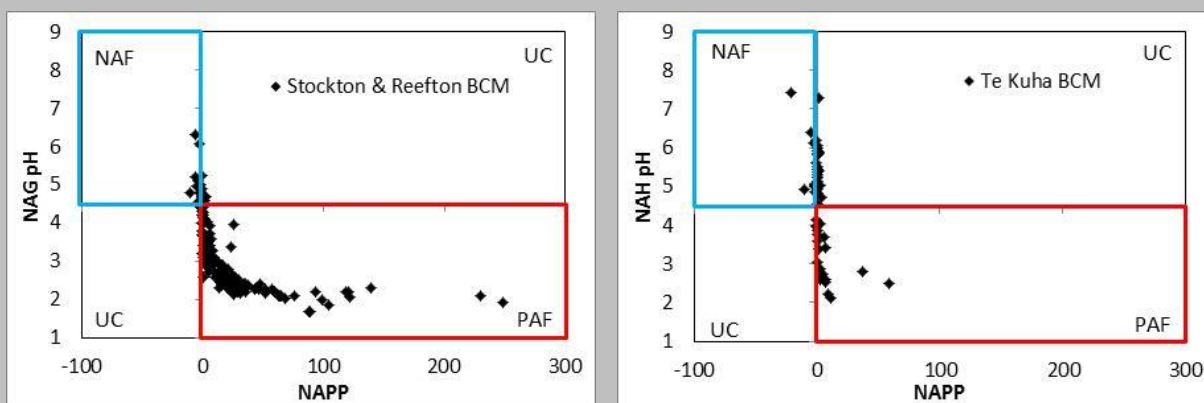 9
8
7
6
5
4
3
2
1
NAG pH
NAF
UC
Stockton & Reefton BCM
UC
PAF
-100
0
100
200
300
NAPP
9
8
7
6
5
4
3
2
1
NAH pH
NAF
UC
Te Kuha BCM
UC
PAF
-100
0
100
200
300
NAPP